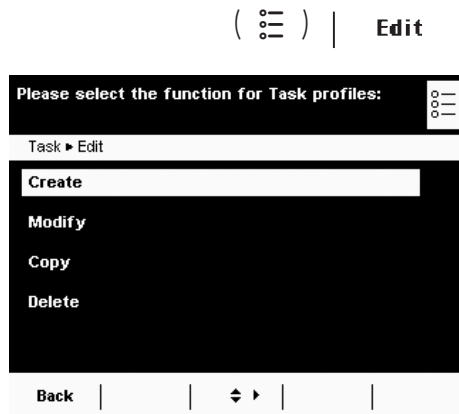 ( ) | Edit
Please select the function for Task profiles:
Task ▸ Edit
Create
Modify
Copy
Delete
Back